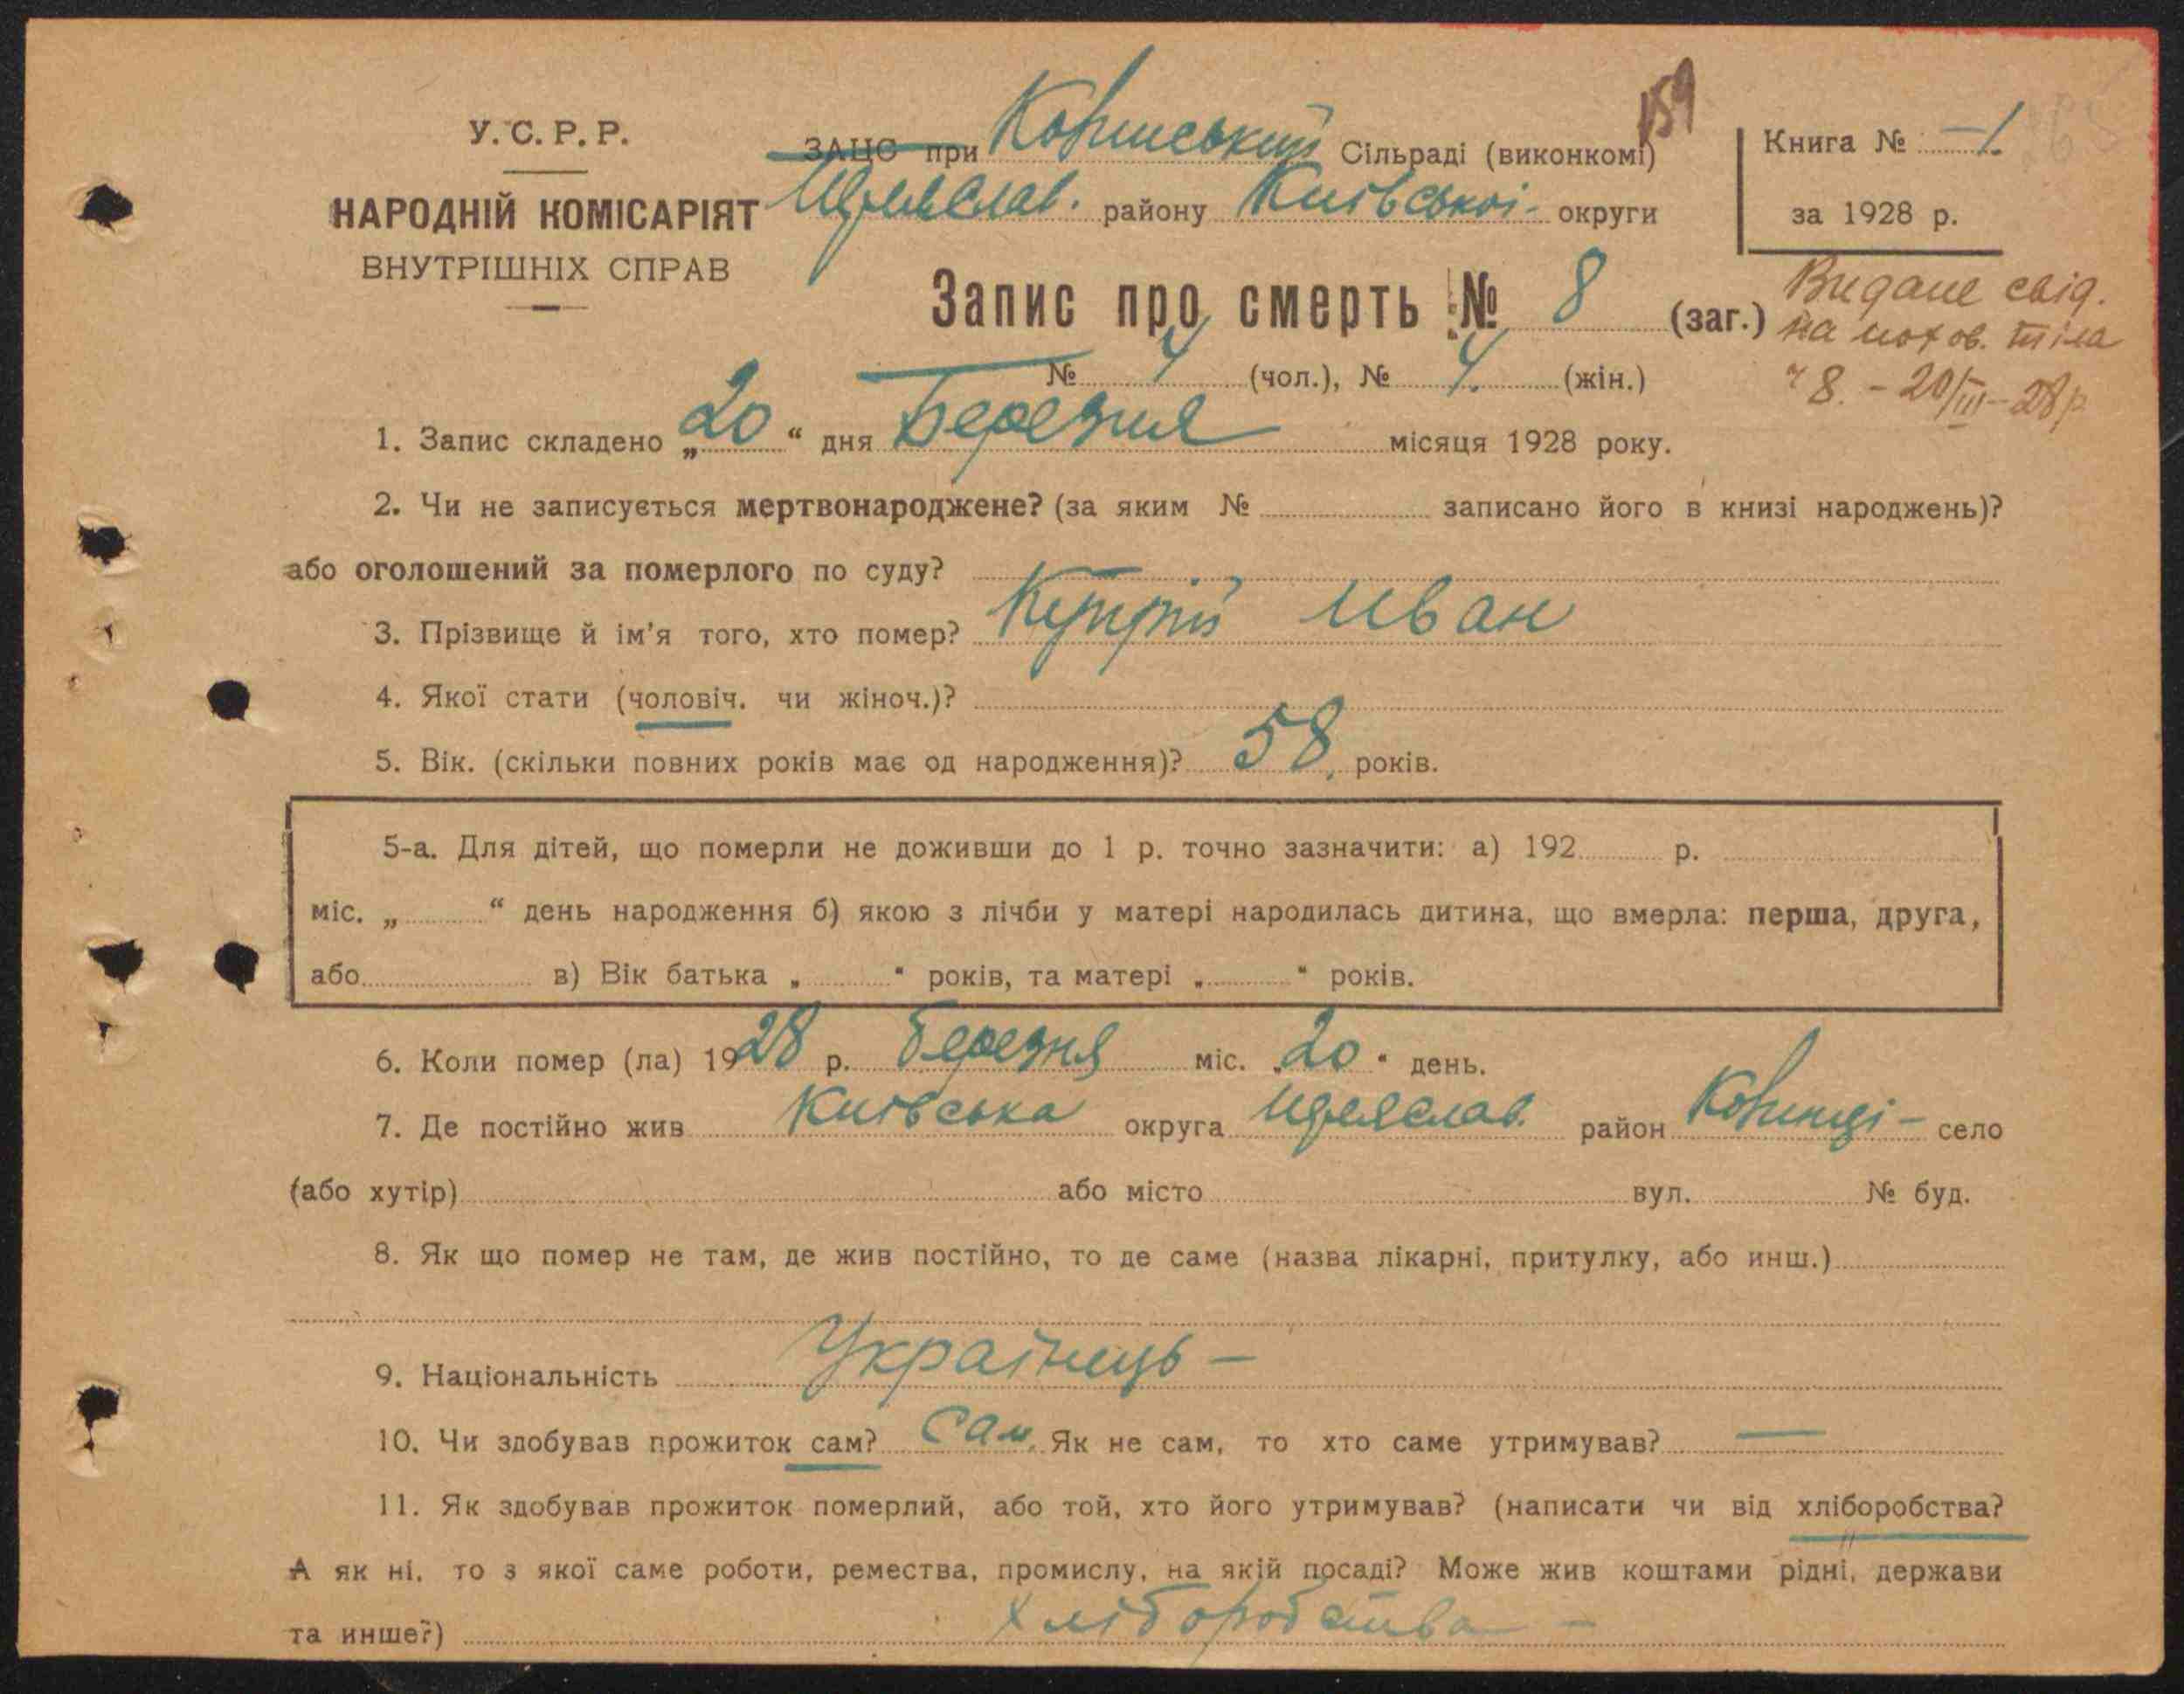 У.С.Р.Р.
НАРОДНІЙ КОМІСАРІЯТ
ВНУТРІШНІХ СПРАВ
159
ЗАЦС при Сільраді (виконкомі)
району Київської - округи
Книга № 1.
за 1928 р.
Запис про смерть № 8 (заг.)
Видане свід.
на похов. тіла
ч 8. - 20/III - 28 р
№ 4 (чол.), № 4. (жін.)
1. Запис складено „20“ дня Березня місяця 1928 року.
2. Чи не записується мертвонароджене? (за яким № записано його в книзі народжень)?
або оголошений за померлого по суду?
3. Прізвище й ім'я того, хто помер? Купрій Иван
4. Якої стати (чоловіч. чи жіноч.)?
5. Вік. (скільки повних років має од народження)? 58. років.
5-а. Для дітей, що померли не доживши до 1 р. точно зазначити: а) 192 р.
міс. „ “ день народження б) якою з лічби у матері народилась дитина, що вмерла: перша, друга,
або в) Вік батька „ “ років, та матері „ “ років.
6. Коли помер (ла) 1928 р. березня міс. „20“ день.
7. Де постійно жив Київська округа район село
(або хутір) або місто вул. № буд.
8. Як що помер не там, де жив постійно, то де саме (назва лікарні, притулку, або инш.)
9. Національність Українець -
10. Чи здобував прожиток сам? Сам. Як не сам, то хто саме утримував? —
11. Як здобував прожиток померлий, або той, хто його утримував? (написати чи від хліборобства?
А як ні, то з якої саме роботи, ремества, промислу, на якій посаді? Може жив коштами рідні, держави
та инше?) хліборобства -